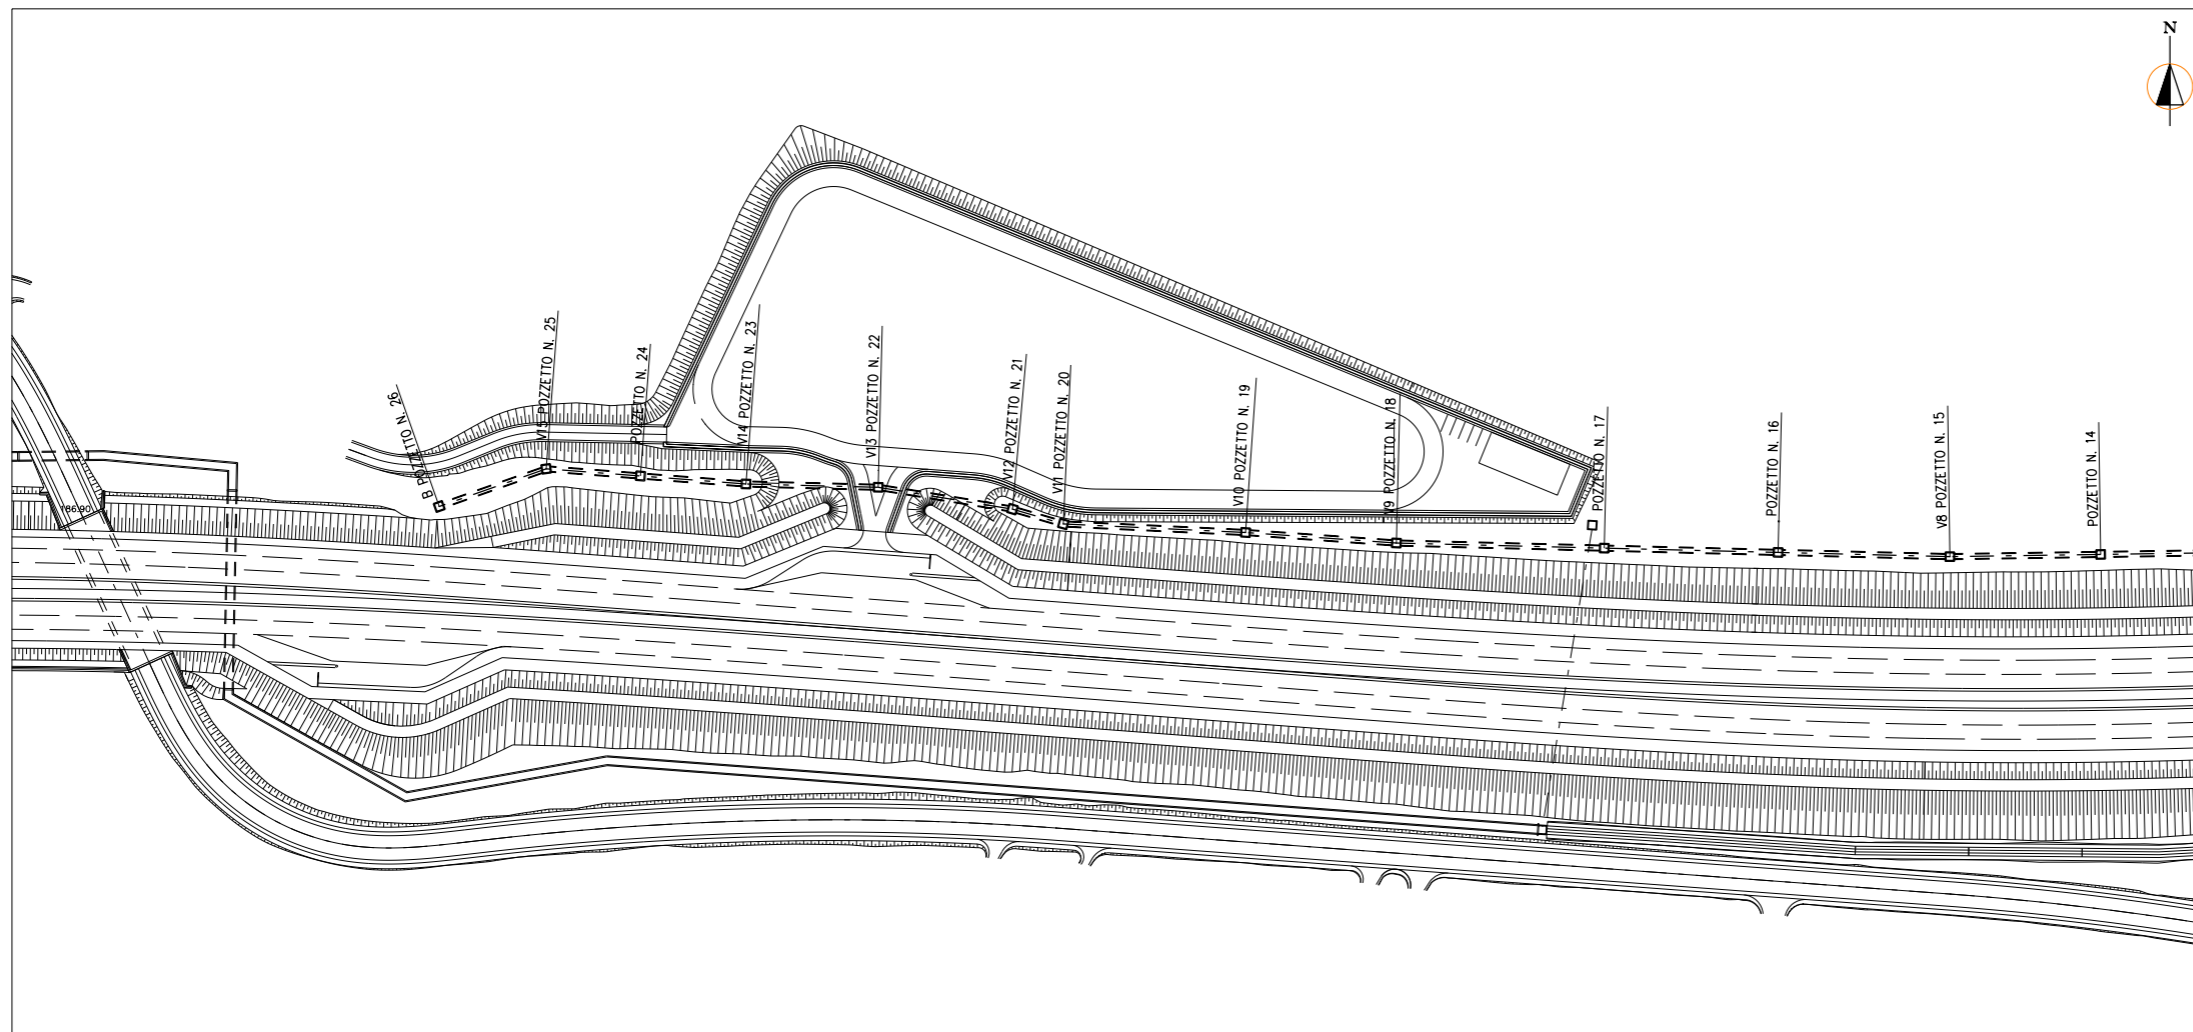 N
B POZZETTO N. 26
V15 POZZETTO N. 25
POZZETTO N. 24
V14 POZZETTO N. 23
V13 POZZETTO N. 22
V12 POZZETTO N. 21
V11 POZZETTO N. 20
V10 POZZETTO N. 19
V9 POZZETTO N. 18
POZZETTO N. 17
POZZETTO N. 16
V8 POZZETTO N. 15
POZZETTO N. 14
186.90